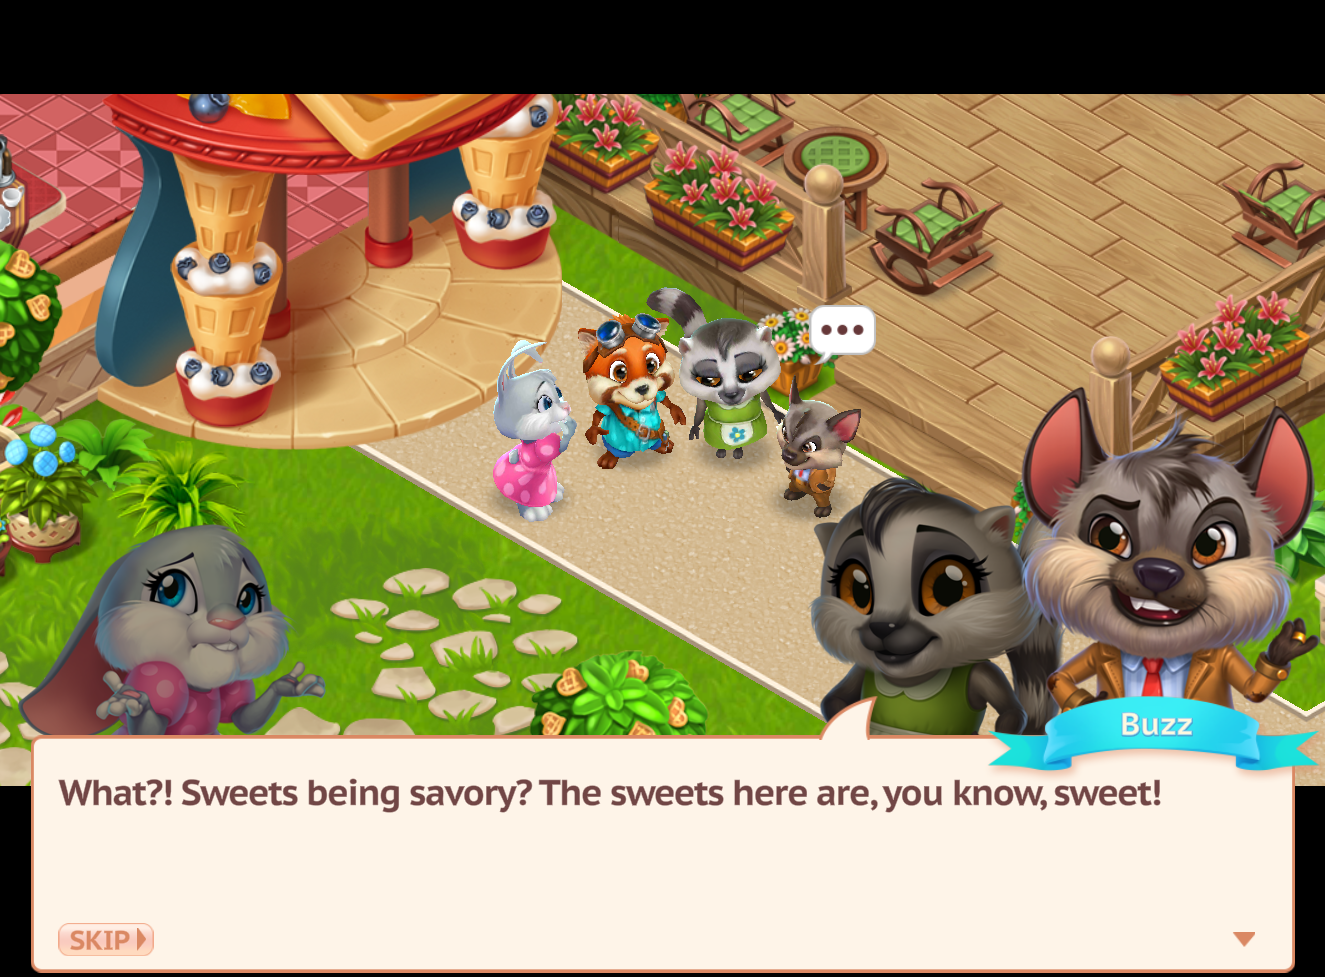 Buzz
What?! Sweets being savory? The sweets here are, you know, sweet!
SKIP